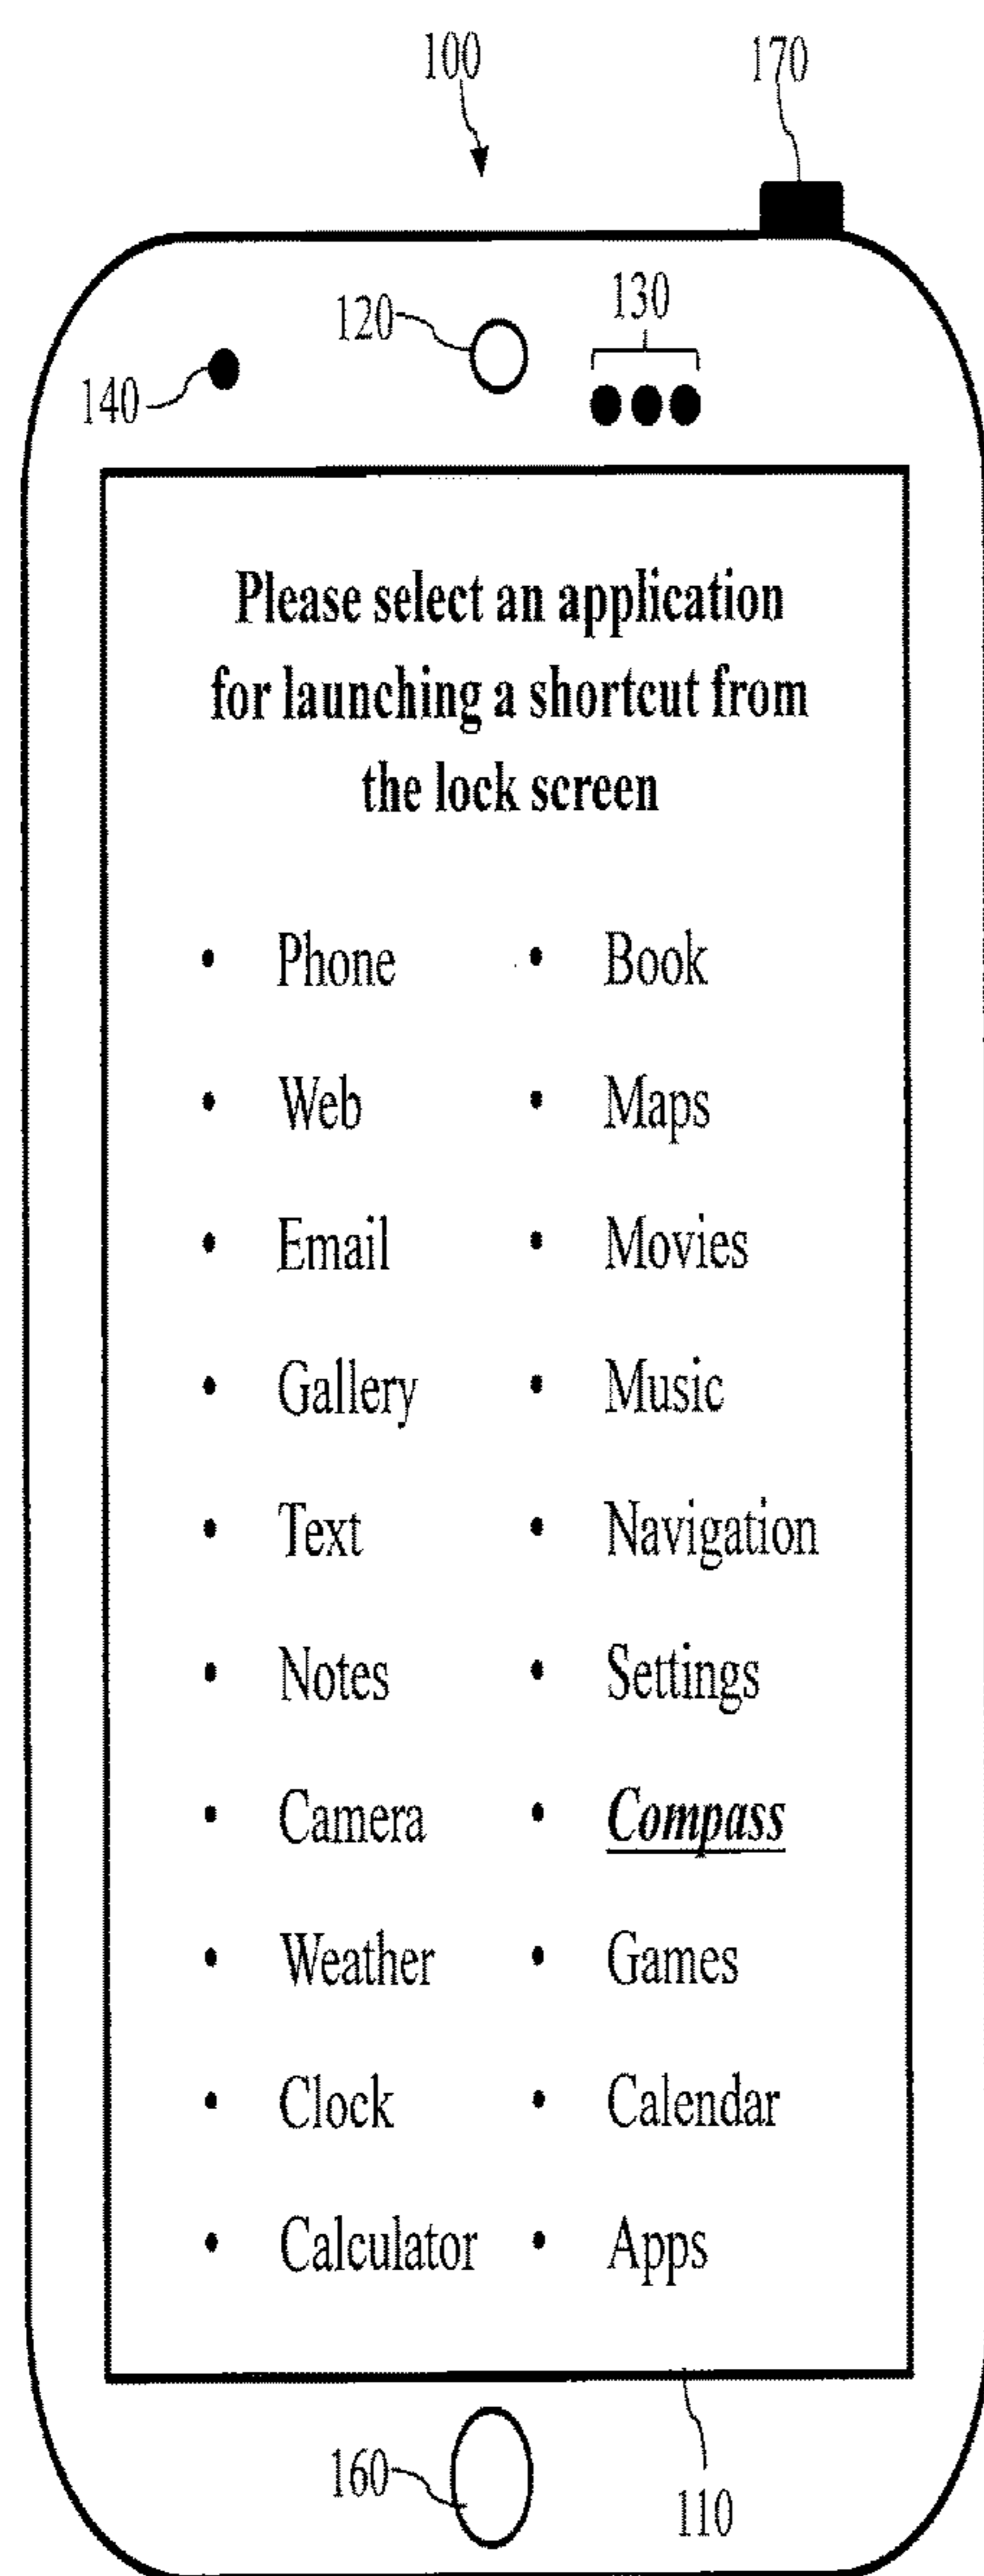 100
170
120
130
140
Please select an application
for launching a shortcut from
the lock screen
• Phone
• Web
• Email
• Gallery
• Text
• Notes
• Camera
• Weather
• Clock
• Calculator
• Book
• Maps
• Movies
• Music
• Navigation
• Settings
• Compass
• Games
• Calendar
• Apps
160
110